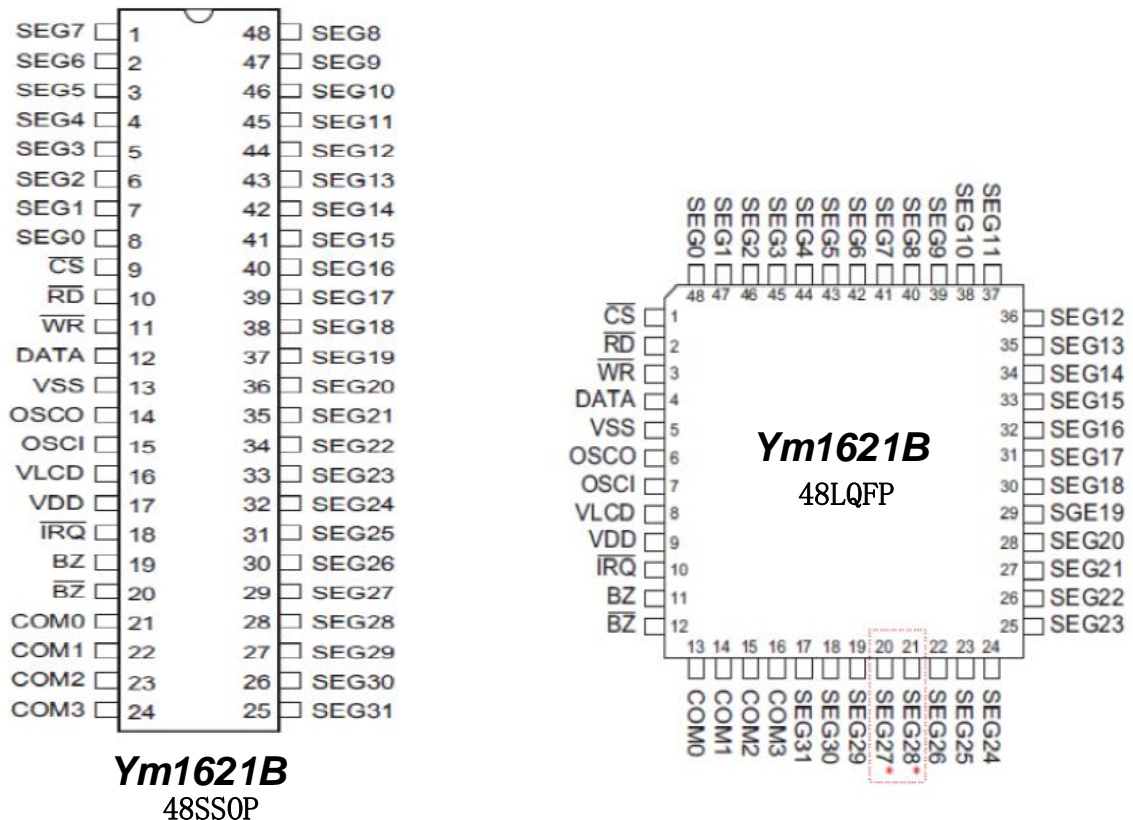 SEG7 1 48 SEG8
SEG6 2 47 SEG9
SEG5 3 46 SEG10
SEG4 4 45 SEG11
SEG3 5 44 SEG12
SEG2 6 43 SEG13
SEG1 7 42 SEG14
SEG0 8 41 SEG15
CS 9 40 SEG16
RD 10 39 SEG17
WR 11 38 SEG18
DATA 12 37 SEG19
VSS 13 36 SEG20
OSCO 14 35 SEG21
OSCI 15 34 SEG22
VLCD 16 33 SEG23
VDD 17 32 SEG24
IRQ 18 31 SEG25
BZ 19 30 SEG26
BZ 20 29 SEG27
COM0 21 28 SEG28
COM1 22 27 SEG29
COM2 23 26 SEG30
COM3 24 25 SEG31
Ym1621B
48SSOP
SEG0 SEG1 SEG2 SEG3 SEG4 SEG5 SEG6 SEG7 SEG8 SEG9 SEG10 SEG11
48 47 46 45 44 43 42 41 40 39 38 37
CS 1 36 SEG12
RD 2 35 SEG13
WR 3 34 SEG14
DATA 4 33 SEG15
VSS 5 32 SEG16
OSCO 6 31 SEG17
OSCI 7 30 SEG18
VLCD 8 29 SGE19
VDD 9 28 SEG20
IRQ 10 27 SEG21
BZ 11 26 SEG22
BZ 12 25 SEG23
Ym1621B
48LQFP
13 14 15 16 17 18 19 20 21 22 23 24
COM0 COM1 COM2 COM3 SEG31 SEG30 SEG29 SEG27* SEG28* SEG26 SEG25 SEG24